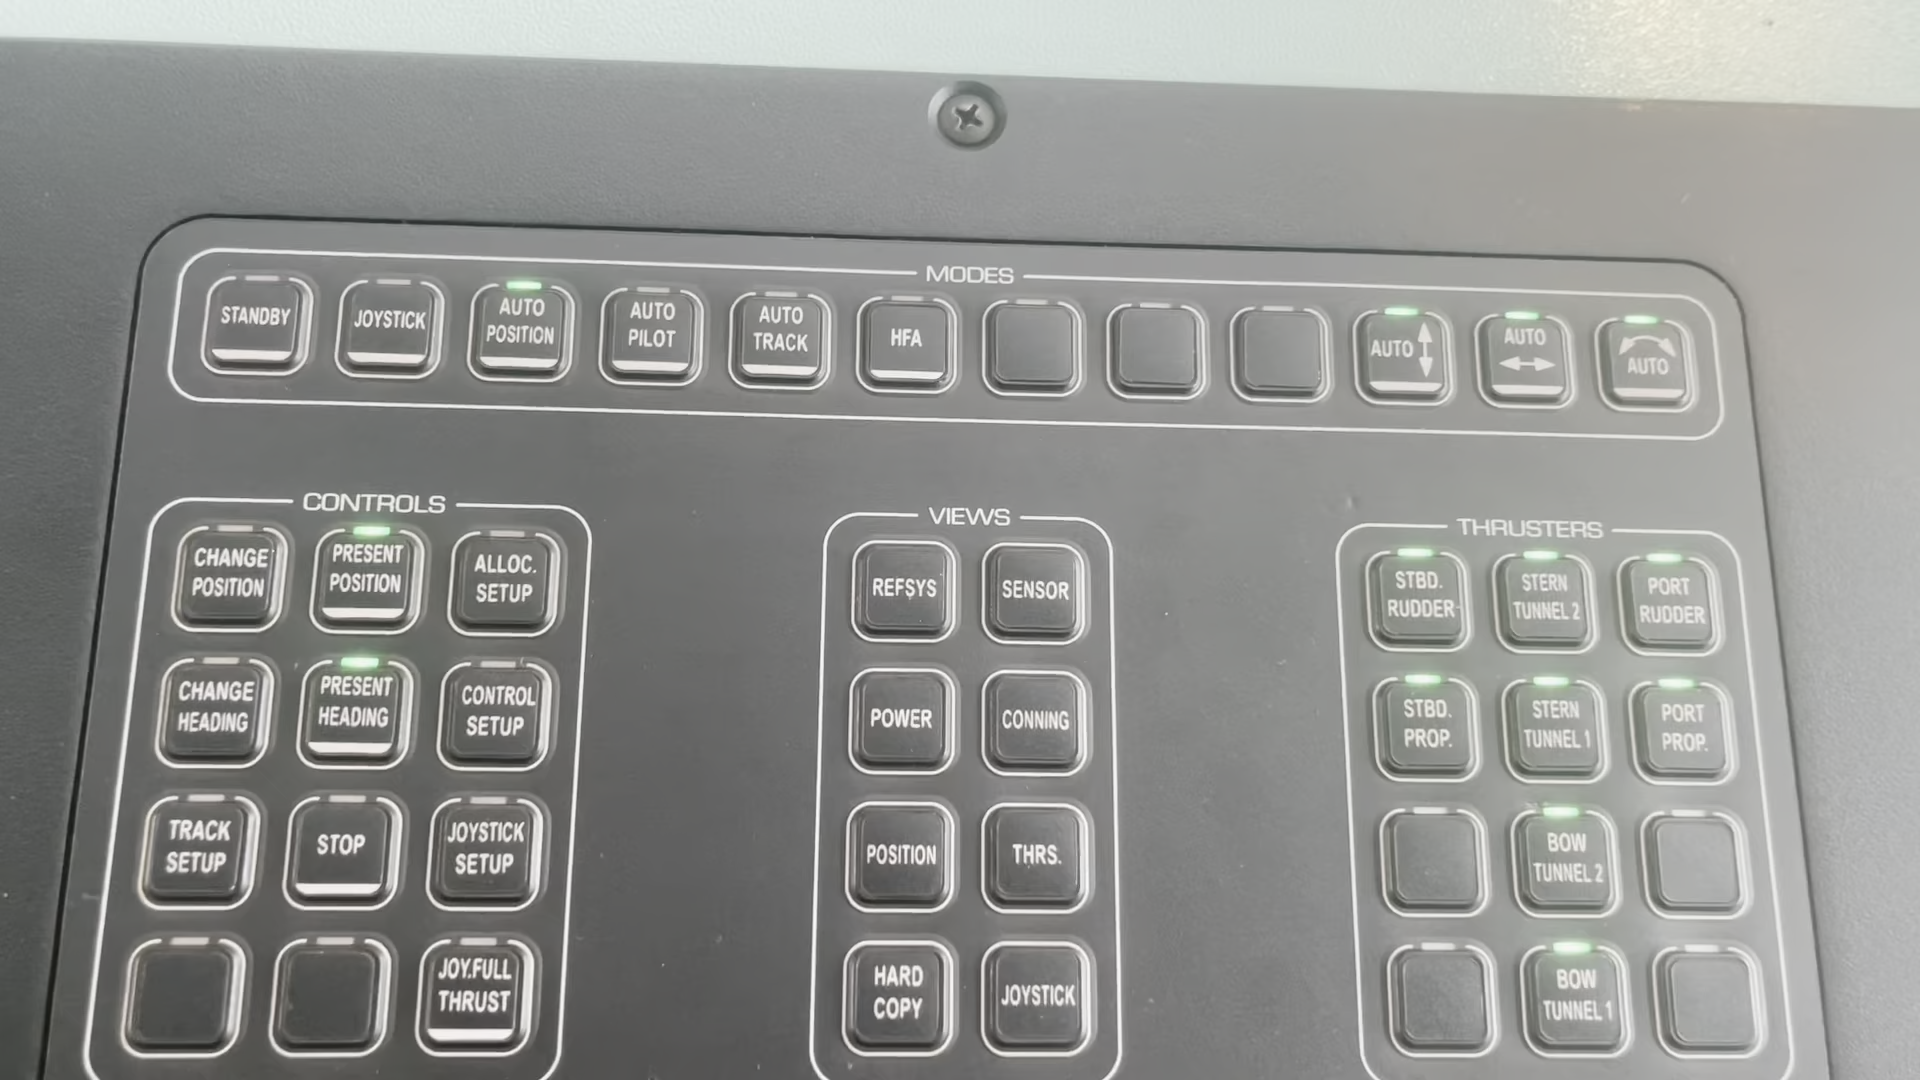 MODES
STANDBY
JOYSTICK
AUTO
POSITION
AUTO
PILOT
AUTO
TRACK
HFA
AUTO
AUTO
AUTO
CONTROLS
CHANGE
POSITION
PRESENT
POSITION
ALLOC.
SETUP
CHANGE
HEADING
PRESENT
HEADING
CONTROL
SETUP
TRACK
SETUP
STOP
JOYSTICK
SETUP
JOY.FULL
THRUST
VIEWS
REFSYS
SENSOR
POWER
CONNING
POSITION
THRS.
HARD
COPY
JOYSTICK
THRUSTERS
STBD.
RUDDER
STERN
TUNNEL 2
PORT
RUDDER
STBD.
PROP.
STERN
TUNNEL 1
PORT
PROP.
BOW
TUNNEL 2
BOW
TUNNEL 1